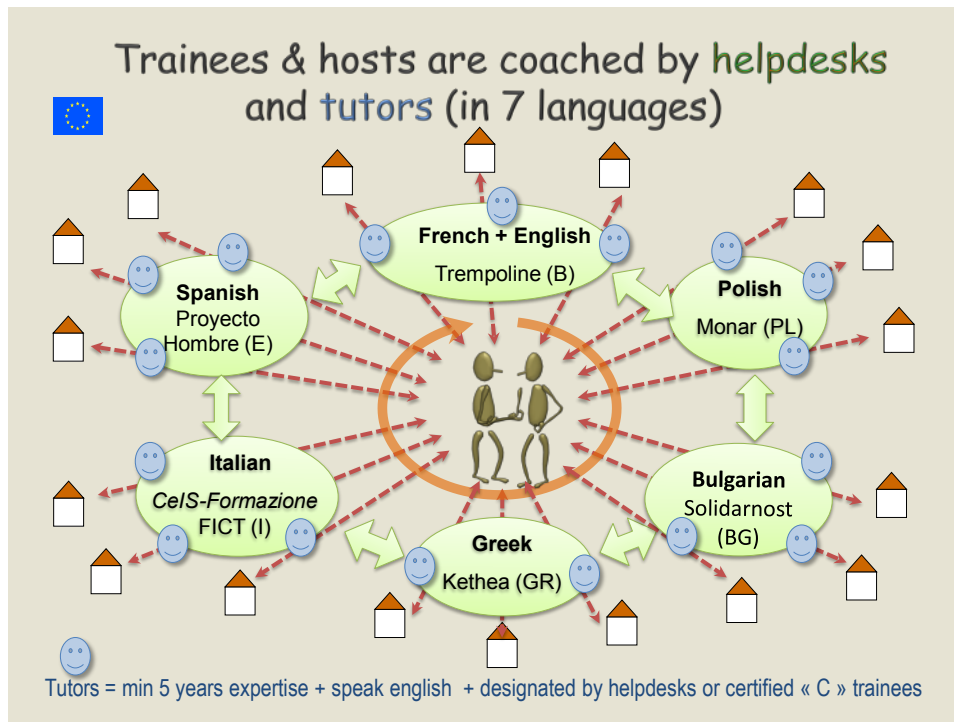 Trainees & hosts are coached by helpdesks
and tutors (in 7 languages)
French + English
Trempoline (B)
Spanish
Proyecto
Hombre (E)
Polish
Monar (PL)
Italian
CeIS-Formazione
FICT (I)
Bulgarian
Solidarnost
(BG)
Greek
Kethea (GR)
Tutors = min 5 years expertise + speak english + designated by helpdesks or certified « C » trainees